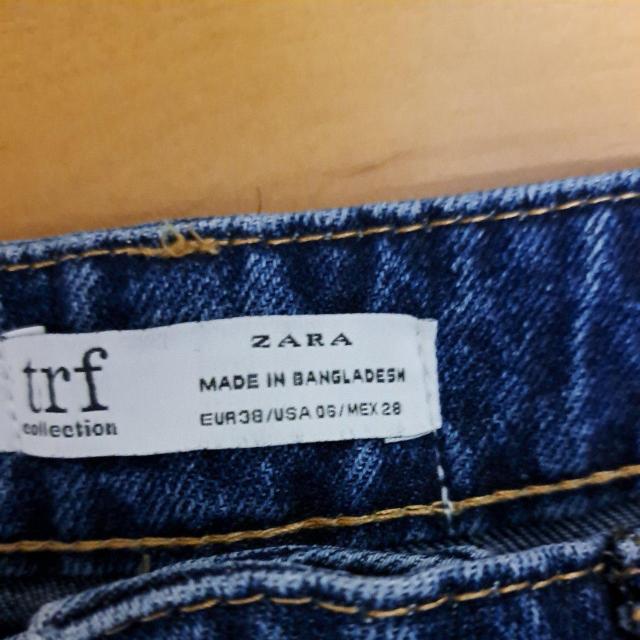 trf
collection
ZARA
MADE IN BANGLADESH
EUR38/USA 06/MEX 28